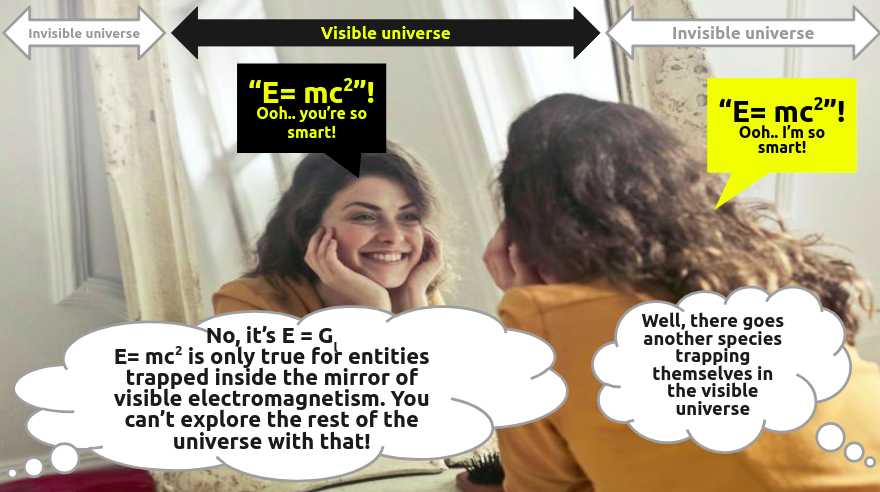 Invisible universe
Visible universe
Invisible universe
“E= mc²”!
Ooh.. you’re so
smart!
“E= mc²”!
Ooh.. I’m so
smart!
No, it’s E = G
E= mc² is only true for entities
trapped inside the mirror of
visible electromagnetism. You
can’t explore the rest of the
universe with that!
Well, there goes
another species
trapping
themselves in
the visible
universe